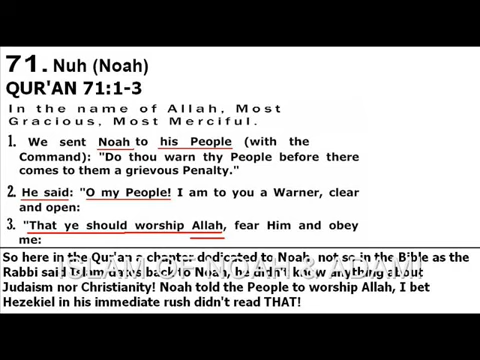 71. Nuh (Noah)
QUR'AN 71:1-3
In the name of Allah, Most
Gracious, Most Merciful.
1. We sent Noah to his People (with the
Command): "Do thou warn thy People before there
comes to them a grievous Penalty."
2. He said: "O my People! I am to you a Warner, clear
and open:
3. "That ye should worship Allah, fear Him and obey
me:
So here in the Qur'an a chapter dedicated to Noah, not so in the Bible as the
Rabbi said Islam dates back to Noah, he didn't know anything about
ISLAM OF NOAH & ADAM
Judaism nor Christianity! Noah told the People to worship Allah, I bet
Hezekiel in his immediate rush didn't read THAT!